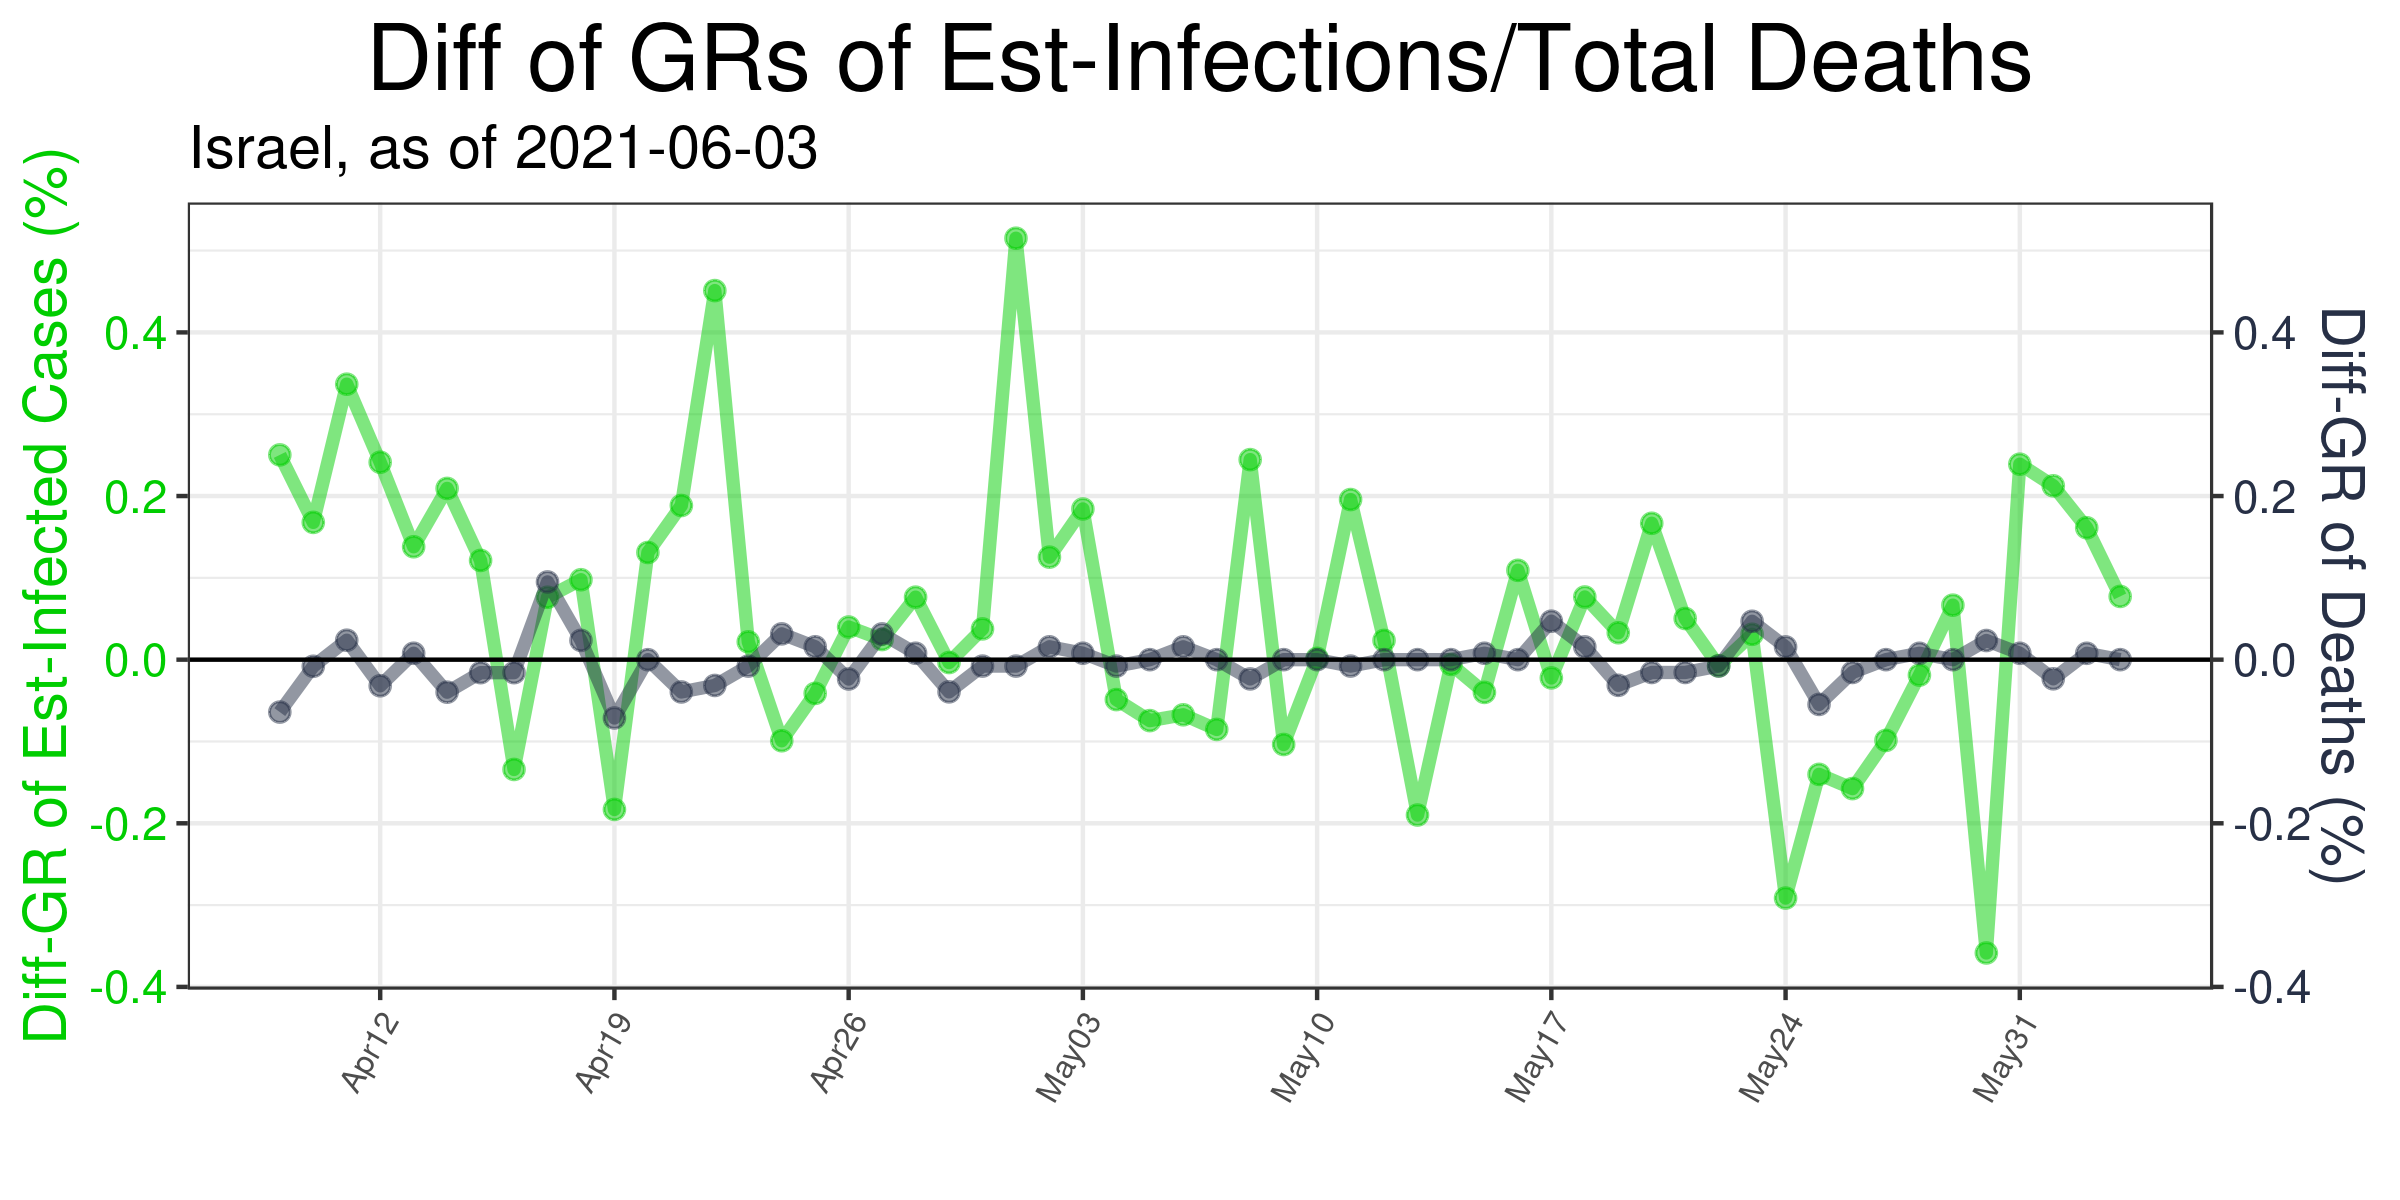 Diff of GRs of Est-Infections/Total Deaths
Israel, as of 2021-06-03
Diff-GR of Est-Infected Cases (%)
0.4
0.2
0.0
-0.2
-0.4
0.4
0.2
0.0
-0.2
-0.4
Diff-GR of Deaths (%)
Apr12
Apr19
Apr26
May03
May10
May17
May24
May31